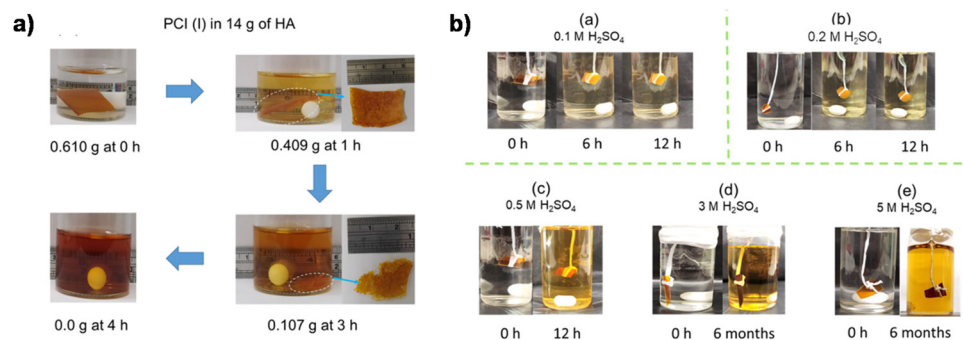 a)
PCI (I) in 14 g of HA
0.610 g at 0 h
0.409 g at 1 h
0.0 g at 4 h
0.107 g at 3 h
b)
(a)
0.1 M H₂SO₄
0 h 6 h 12 h
(b)
0.2 M H₂SO₄
0 h 6 h 12 h
(c)
0.5 M H₂SO₄
0 h 12 h
(d)
3 M H₂SO₄
0 h 6 months
(e)
5 M H₂SO₄
0 h 6 months